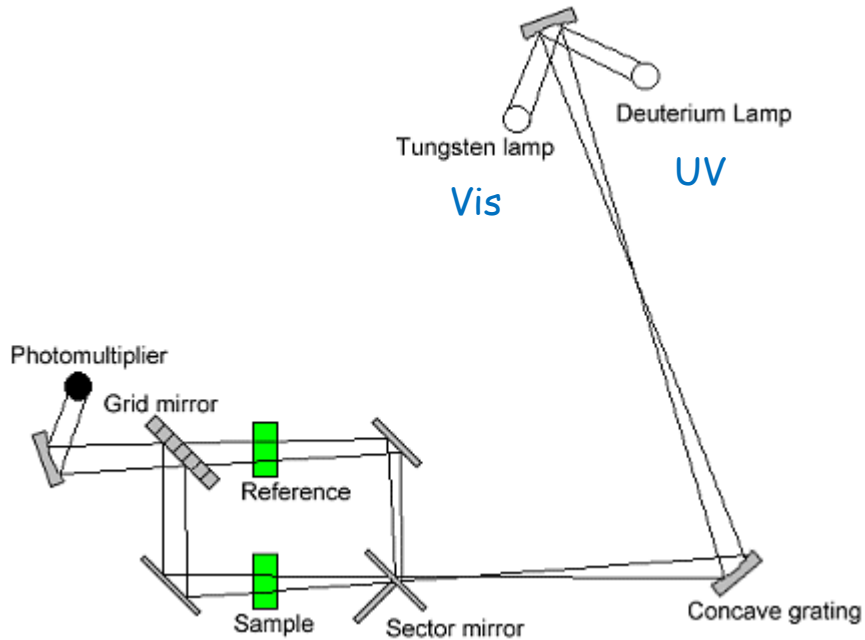 Deuterium Lamp
Tungsten lamp
UV
Vis
Photomultiplier
Grid mirror
Reference
Sample
Sector mirror
Concave grating